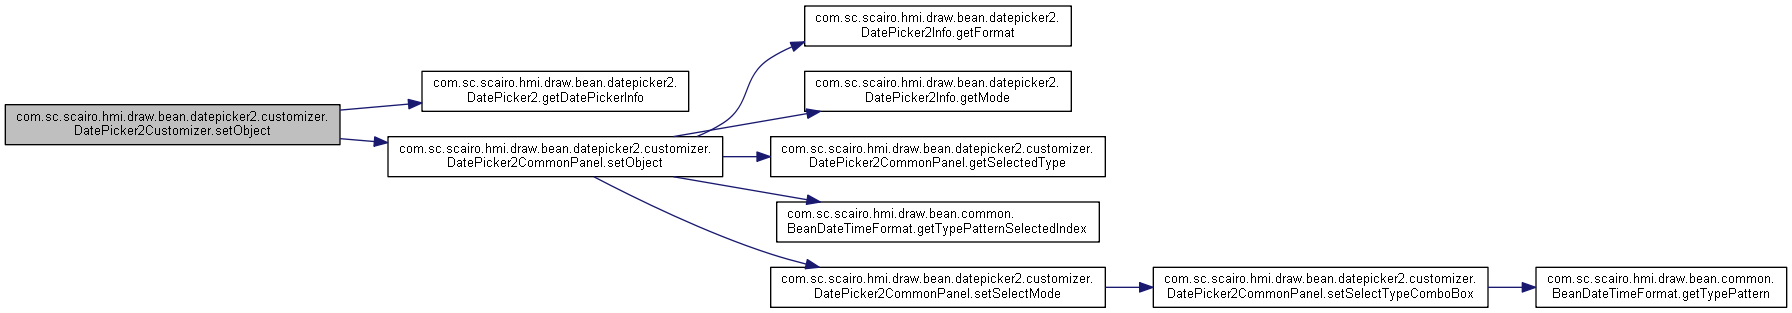 com.sc.scairo.hmi.draw.bean.datepicker2.customizer.
DatePicker2Customizer.setObject
com.sc.scairo.hmi.draw.bean.datepicker2.
DatePicker2.getDatePickerInfo
com.sc.scairo.hmi.draw.bean.datepicker2.customizer.
DatePicker2CommonPanel.setObject
com.sc.scairo.hmi.draw.bean.datepicker2.
DatePicker2Info.getFormat
com.sc.scairo.hmi.draw.bean.datepicker2.
DatePicker2Info.getMode
com.sc.scairo.hmi.draw.bean.datepicker2.customizer.
DatePicker2CommonPanel.getSelectedType
com.sc.scairo.hmi.draw.bean.common.
BeanDateTimeFormat.getTypePatternSelectedIndex
com.sc.scairo.hmi.draw.bean.datepicker2.customizer.
DatePicker2CommonPanel.setSelectMode
com.sc.scairo.hmi.draw.bean.datepicker2.customizer.
DatePicker2CommonPanel.setSelectTypeComboBox
com.sc.scairo.hmi.draw.bean.common.
BeanDateTimeFormat.getTypePattern